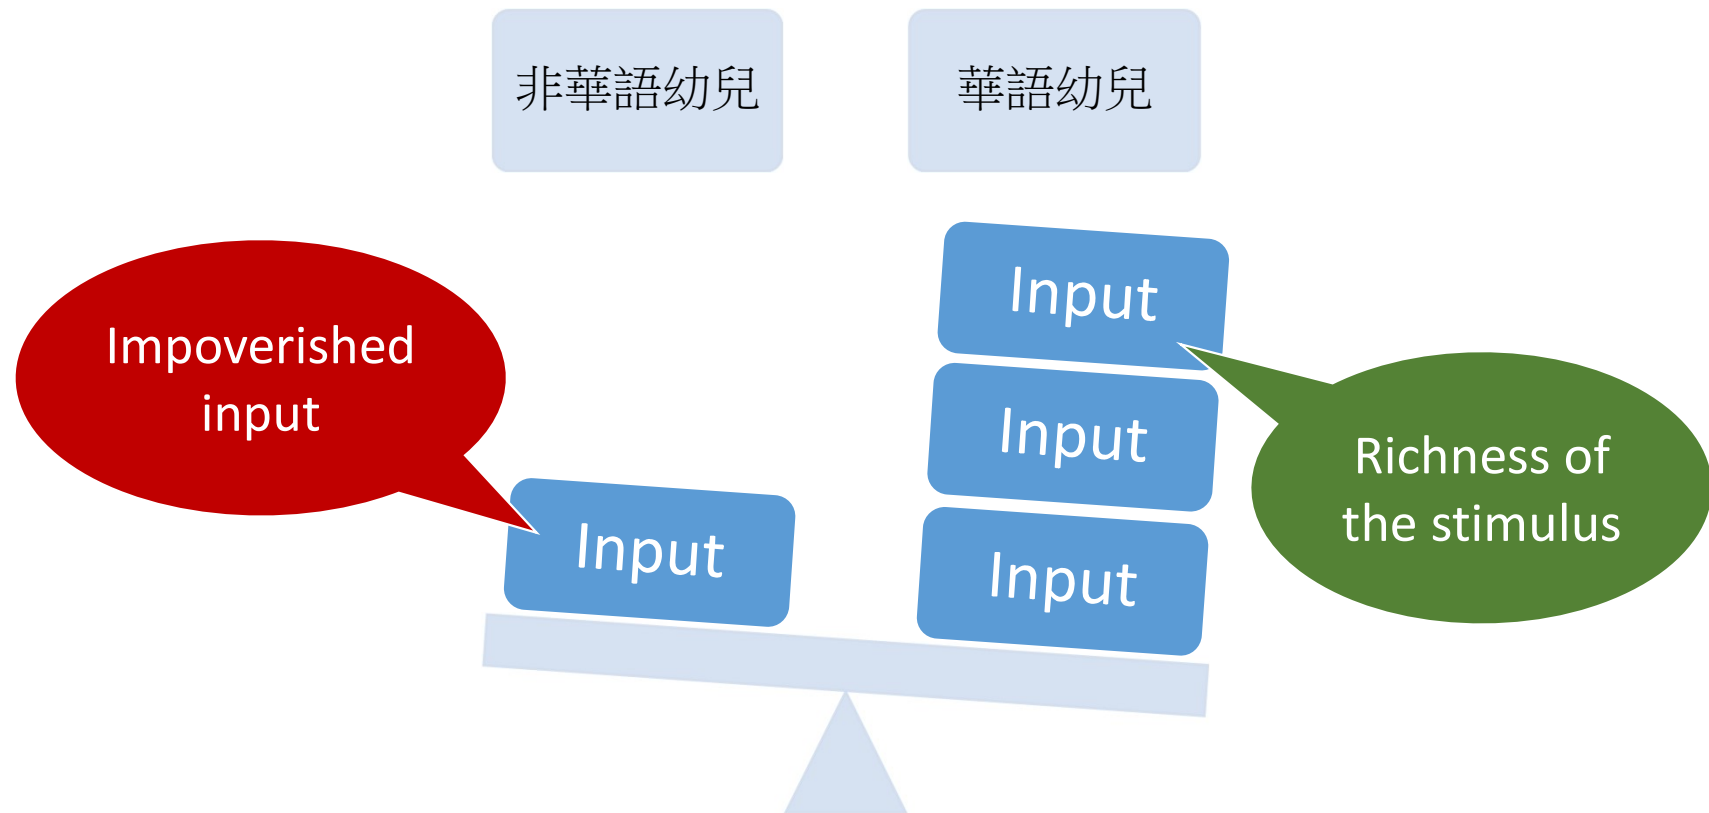 非華語幼兒
華語幼兒
Impoverished
input
Input
Input
Input
Input
Richness of
the stimulus